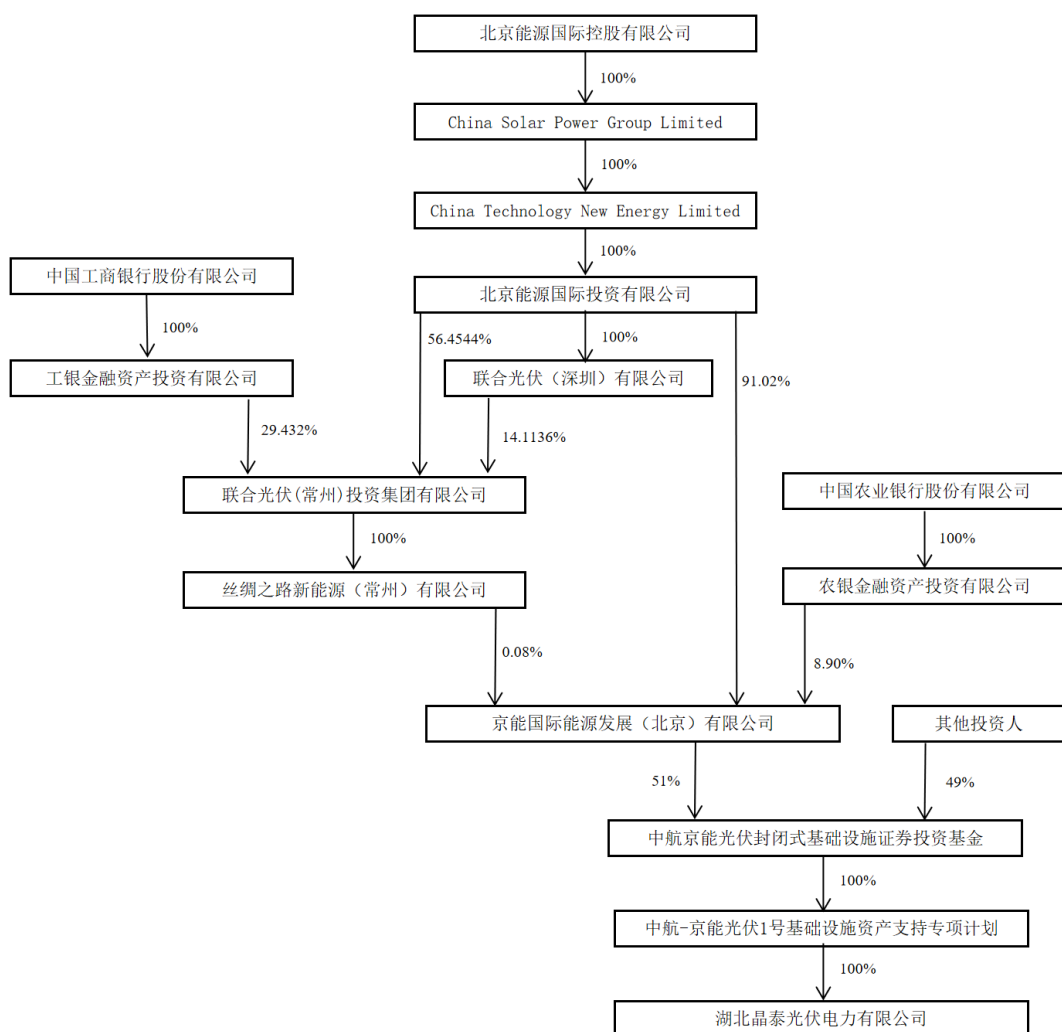 北京能源国际控股有限公司
100%
China Solar Power Group Limited
100%
China Technology New Energy Limited
100%
中国工商银行股份有限公司
北京能源国际投资有限公司
100%
56.4544%
100%
工银金融资产投资有限公司
联合光伏（深圳）有限公司
91.02%
29.432%
14.1136%
联合光伏(常州)投资集团有限公司
中国农业银行股份有限公司
100%
100%
丝绸之路新能源（常州）有限公司
农银金融资产投资有限公司
0.08%
8.90%
京能国际能源发展（北京）有限公司
其他投资人
51%
49%
中航京能光伏封闭式基础设施证券投资基金
100%
中航-京能光伏1号基础设施资产支持专项计划
100%
湖北晶泰光伏电力有限公司